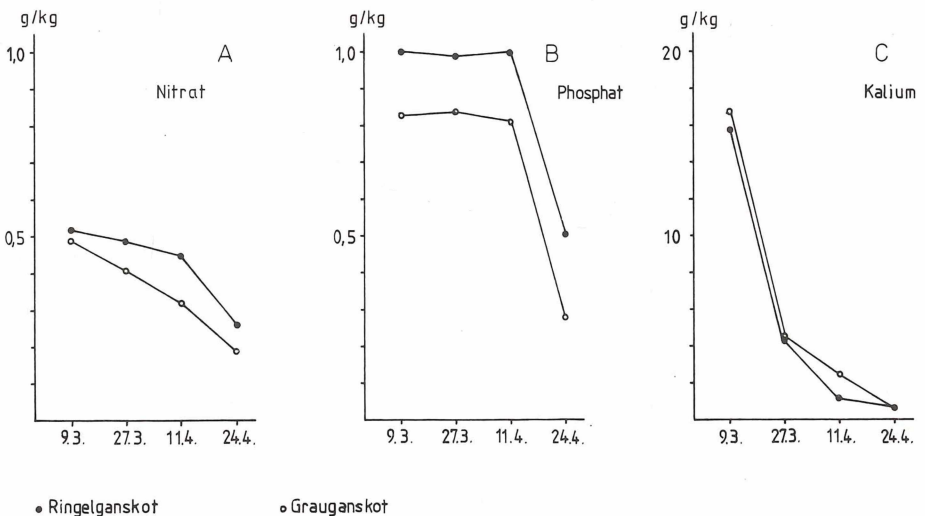 g/kg
1,0
0,5
A
Nitrat
9.3. 27.3. 11.4. 24.4.
g/kg
1,0
0,5
B
Phosphat
9.3. 27.3. 11.4. 24.4.
g/kg
20
10
C
Kalium
9.3. 27.3. 11.4. 24.4.
Ringelganskot
Grauganskot